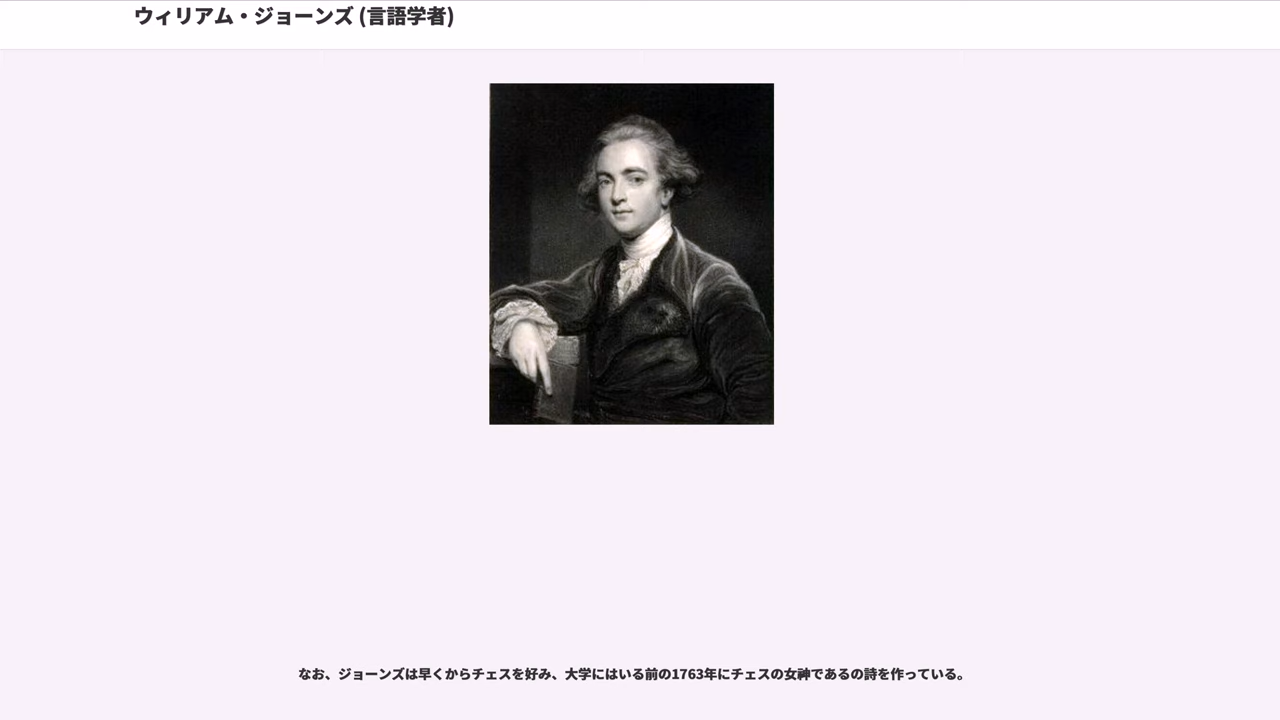 ウィリアム・ジョーンズ (言語学者)
なお、ジョーンズは早くからチェスを好み、大学にはいる前の1763年にチェスの女神であるの詩を作っている。